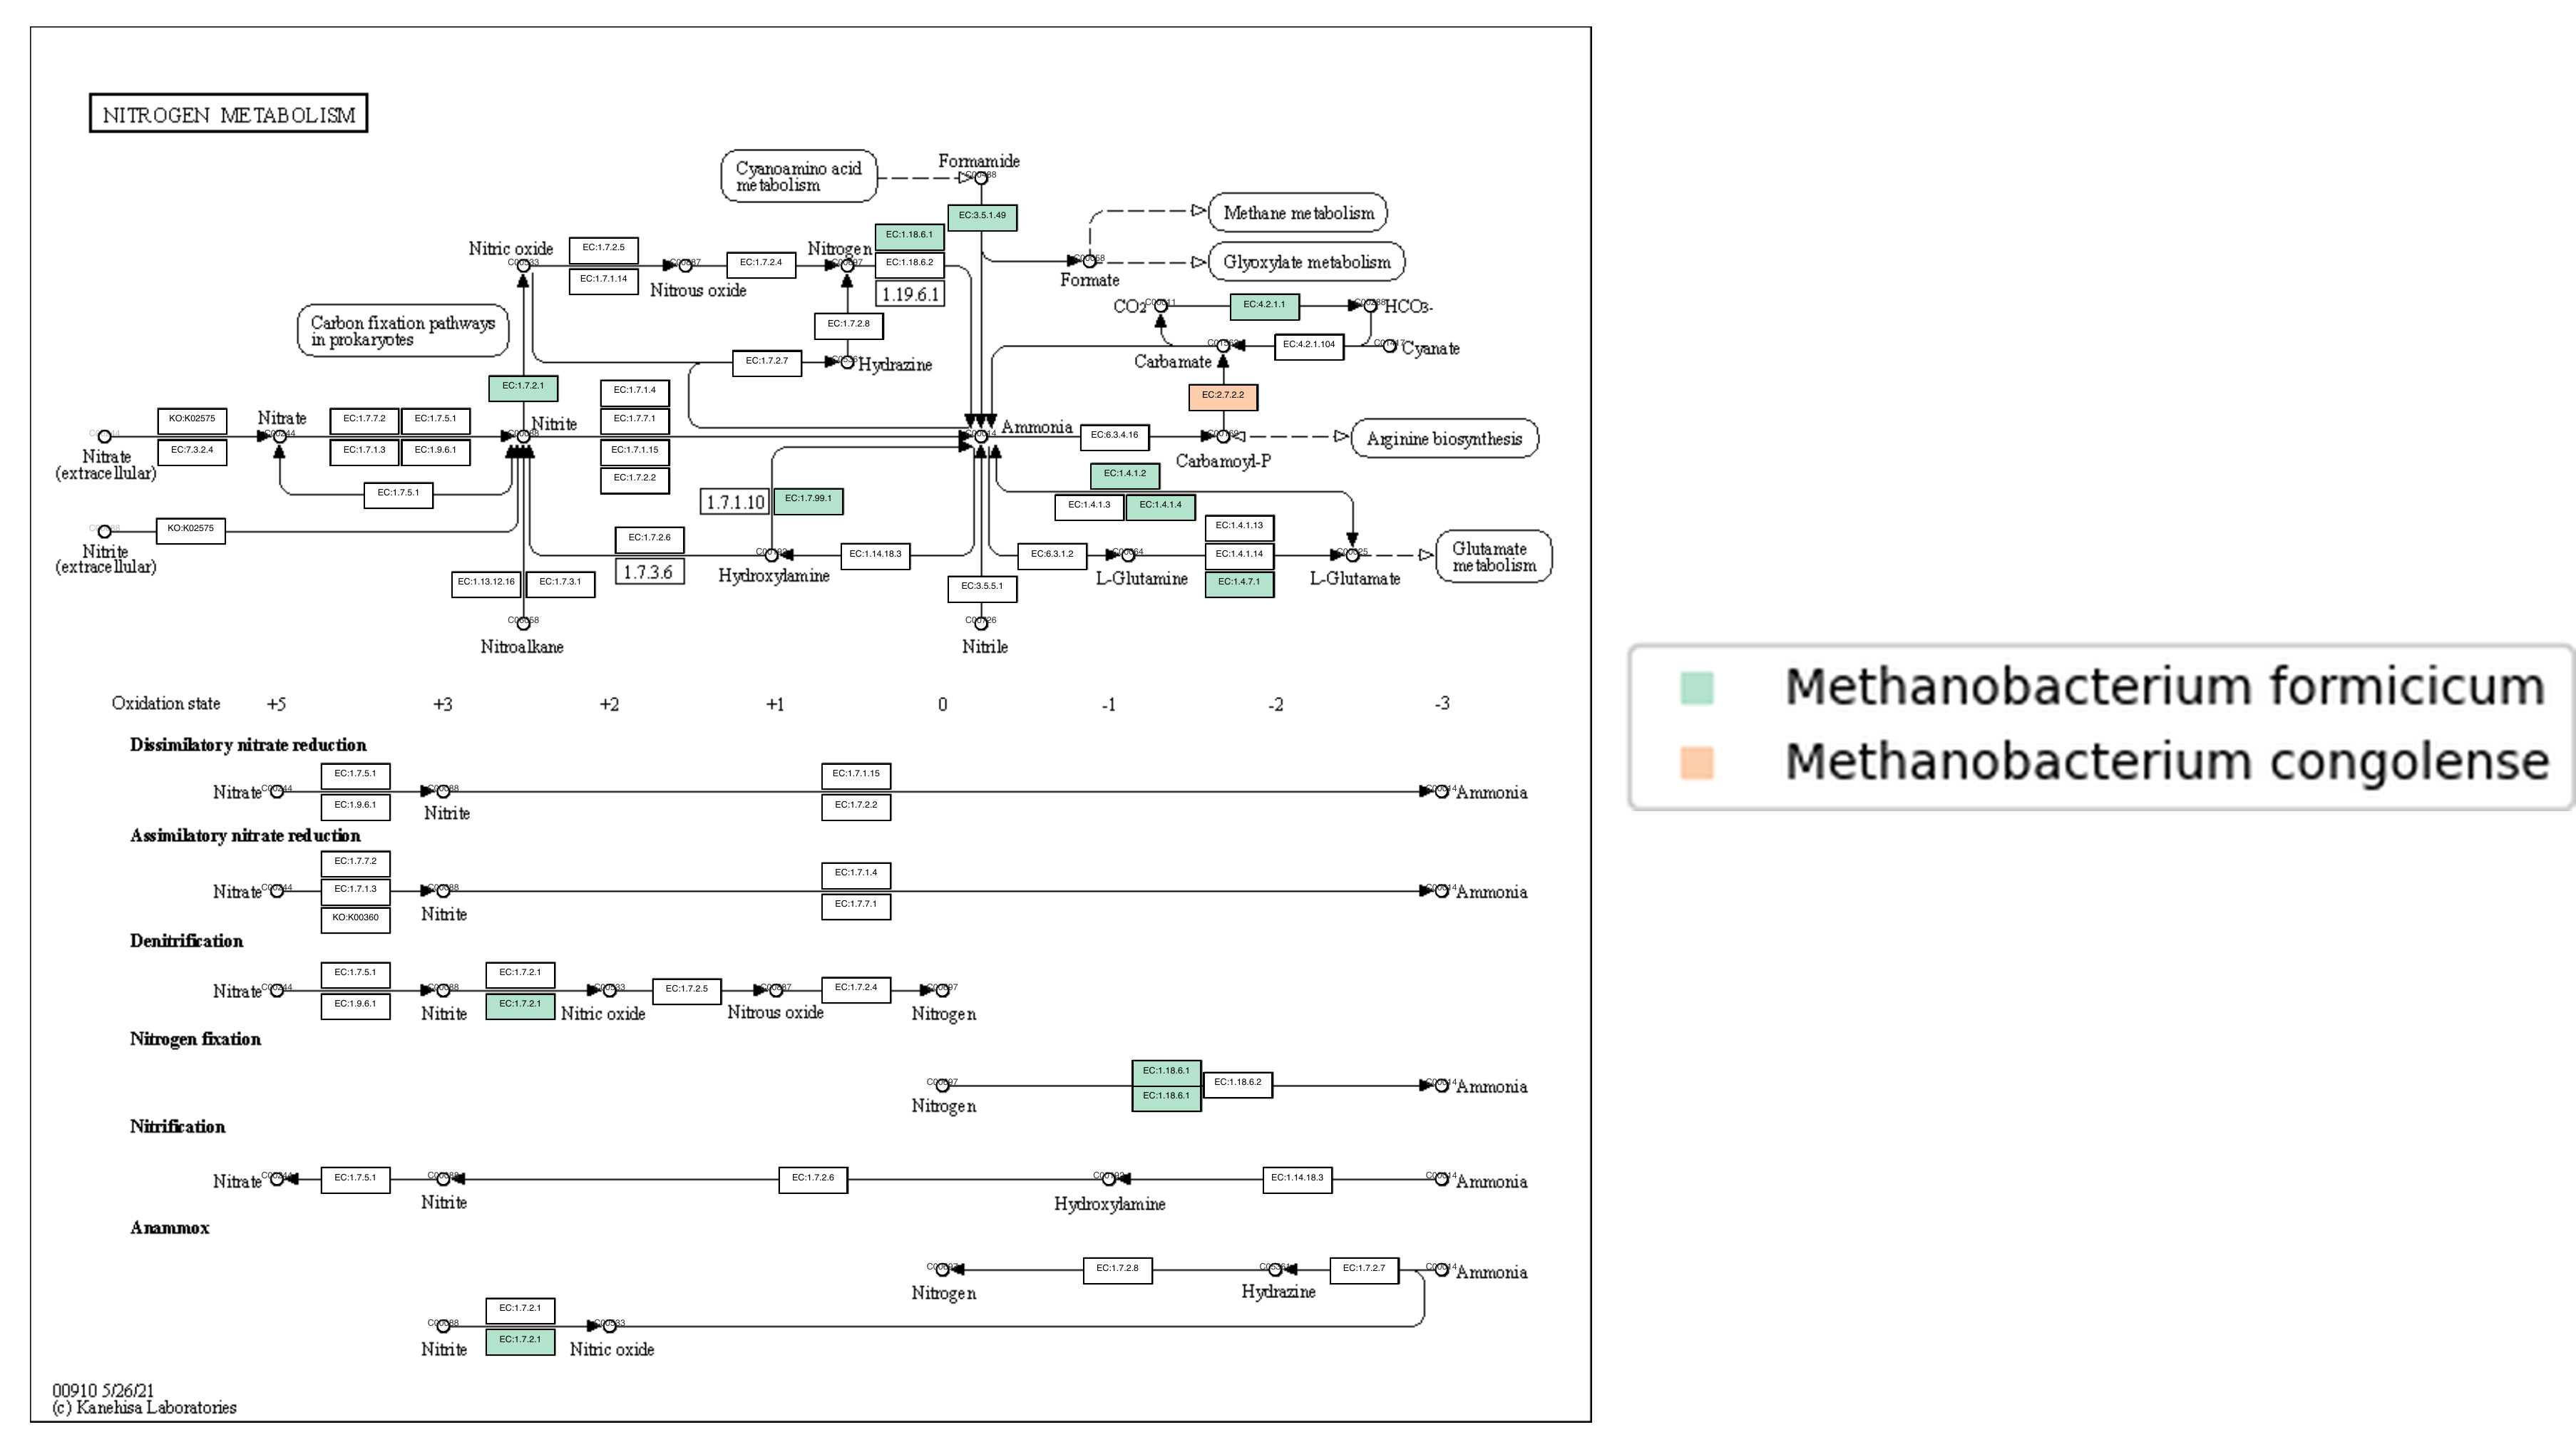 NITROGEN METABOLISM
Cyanoamino acid
metabolism
Formamide
EC:3.5.1.49
Methane metabolism
Glyoxylate metabolism
Formate
Nitric oxide
EC:1.7.2.5
EC:1.7.1.14
Nitrous oxide
EC:1.7.2.4
Nitrogen
EC:1.18.6.1
EC:1.18.6.2
1.19.6.1
EC:1.7.2.8
EC:1.7.2.7
Hydrazine
CO2
EC:4.2.1.1
HCO3-
Carbamate
EC:4.2.1.104
Cyanate
EC:2.7.2.2
Carbon fixation pathways
in prokaryotes
EC:1.7.2.1
KO:K02575
EC:7.3.2.4
Nitrate
(extracellular)
Nitrate
EC:1.7.7.2
EC:1.7.5.1
EC:1.7.1.3
EC:1.9.6.1
EC:1.7.5.1
Nitrite
EC:1.7.1.4
EC:1.7.7.1
EC:1.7.1.15
EC:1.7.2.2
Ammonia
EC:6.3.4.16
Carbamoyl-P
Arginine biosynthesis
EC:1.4.1.2
EC:1.4.1.3
EC:1.4.1.4
1.7.1.10
EC:1.7.99.1
KO:K02575
Nitrite
(extracellular)
EC:1.7.2.6
1.7.3.6
Hydroxylamine
EC:1.14.18.3
EC:6.3.1.2
L-Glutamine
EC:1.4.1.13
EC:1.4.1.14
EC:1.4.7.1
L-Glutamate
Glutamate
metabolism
EC:1.13.12.16
EC:1.7.3.1
EC:3.5.5.1
Nitroalkane
Nitrile
Methanobacterium formicicum
Methanobacterium congolense
Oxidation state +5 +3 +2 +1 0 -1 -2 -3
Dissimilatory nitrate reduction
EC:1.7.5.1
EC:1.7.1.15
Nitrate
Ammonia
EC:1.9.6.1
EC:1.7.2.2
Nitrite
Assimilatory nitrate reduction
EC:1.7.7.2
EC:1.7.1.4
Nitrate
EC:1.7.1.3
Ammonia
EC:1.7.7.1
KO:K00360
Nitrite
Denitrification
EC:1.7.5.1
EC:1.7.2.1
Nitrate
EC:1.7.2.5
EC:1.7.2.4
EC:1.9.6.1
EC:1.7.2.1
Nitrite
Nitric oxide
Nitrous oxide
Nitrogen
Nitrogen fixation
EC:1.18.6.1
EC:1.18.6.2
EC:1.18.6.1
Ammonia
Nitrogen
Nitrification
Nitrate
EC:1.7.5.1
EC:1.7.2.6
EC:1.14.18.3
Ammonia
Nitrite
Hydroxylamine
Anammox
EC:1.7.2.8
EC:1.7.2.7
Ammonia
Nitrogen
Hydrazine
EC:1.7.2.1
EC:1.7.2.1
Nitrite
Nitric oxide
00910 5/26/21
(c) Kanehisa Laboratories